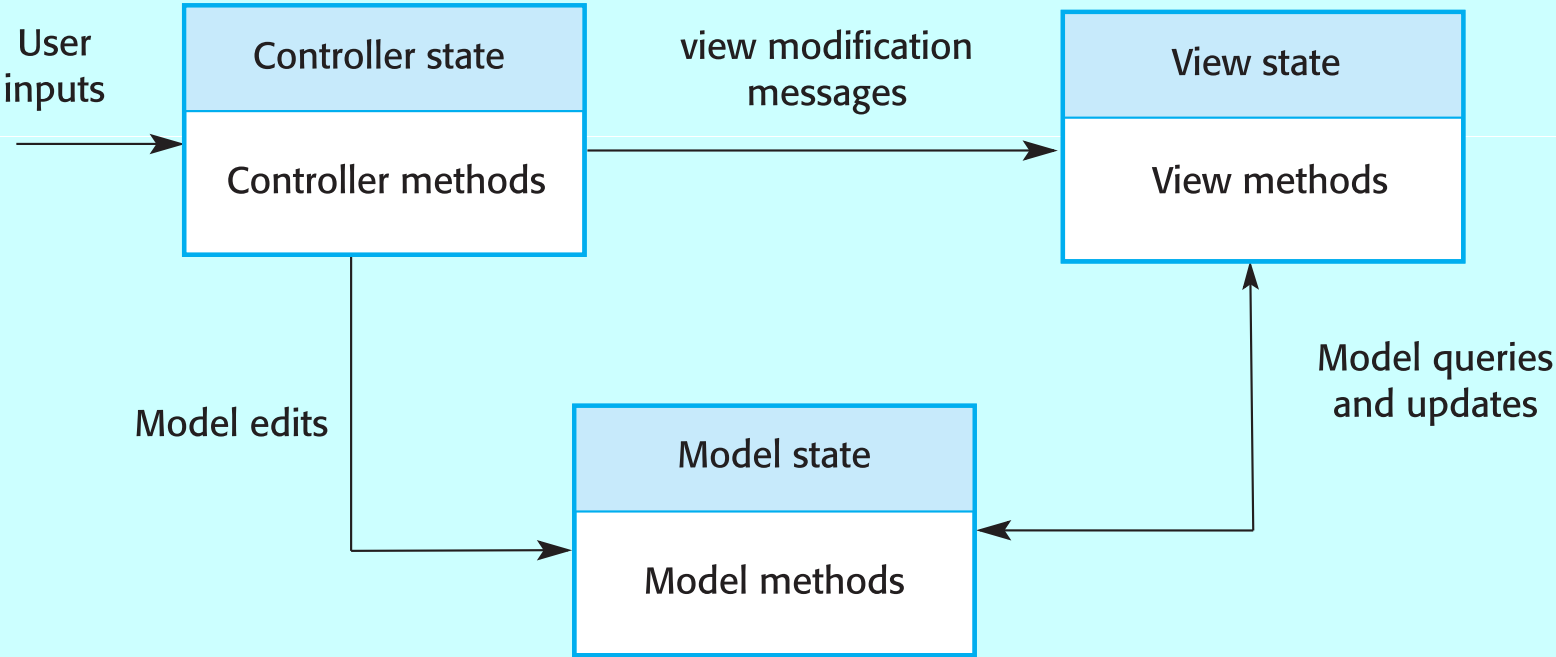 User
inputs
Controller state
Controller methods
view modification
messages
View state
View methods
Model edits
Model state
Model methods
Model queries
and updates